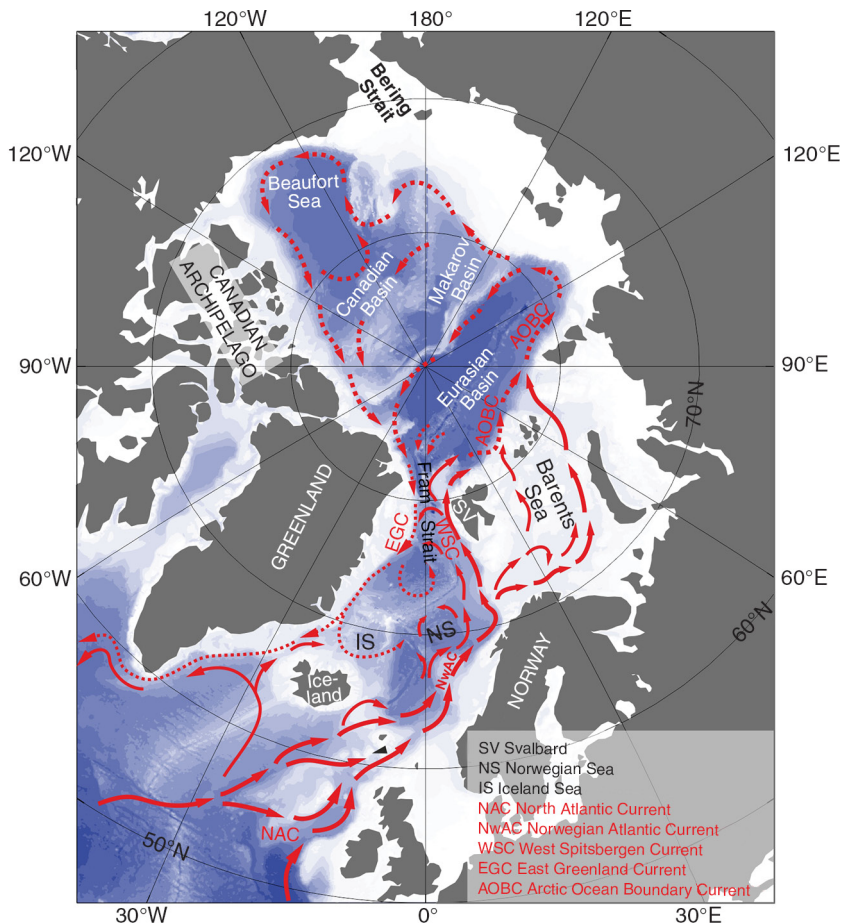 120°W
180°
120°E
Bering
Strait
120°W
120°E
Beaufort
Sea
CANADIAN
ARCHIPELAGO
Canadian
Basin
Makarov
Basin
AOBC
90°W
Eurasian
Basin
90°E
70°N
AOBC
GREENLAND
Fram
Strait
SV
Barents
Sea
EGC
WSC
60°W
60°E
60°N
IS
NS
NwAC
NORWAY
Ice-
land
NAC
50°N
SV Svalbard
NS Norwegian Sea
IS Iceland Sea
NAC North Atlantic Current
NwAC Norwegian Atlantic Current
WSC West Spitsbergen Current
EGC East Greenland Current
AOBC Arctic Ocean Boundary Current
30°W
0°
30°E